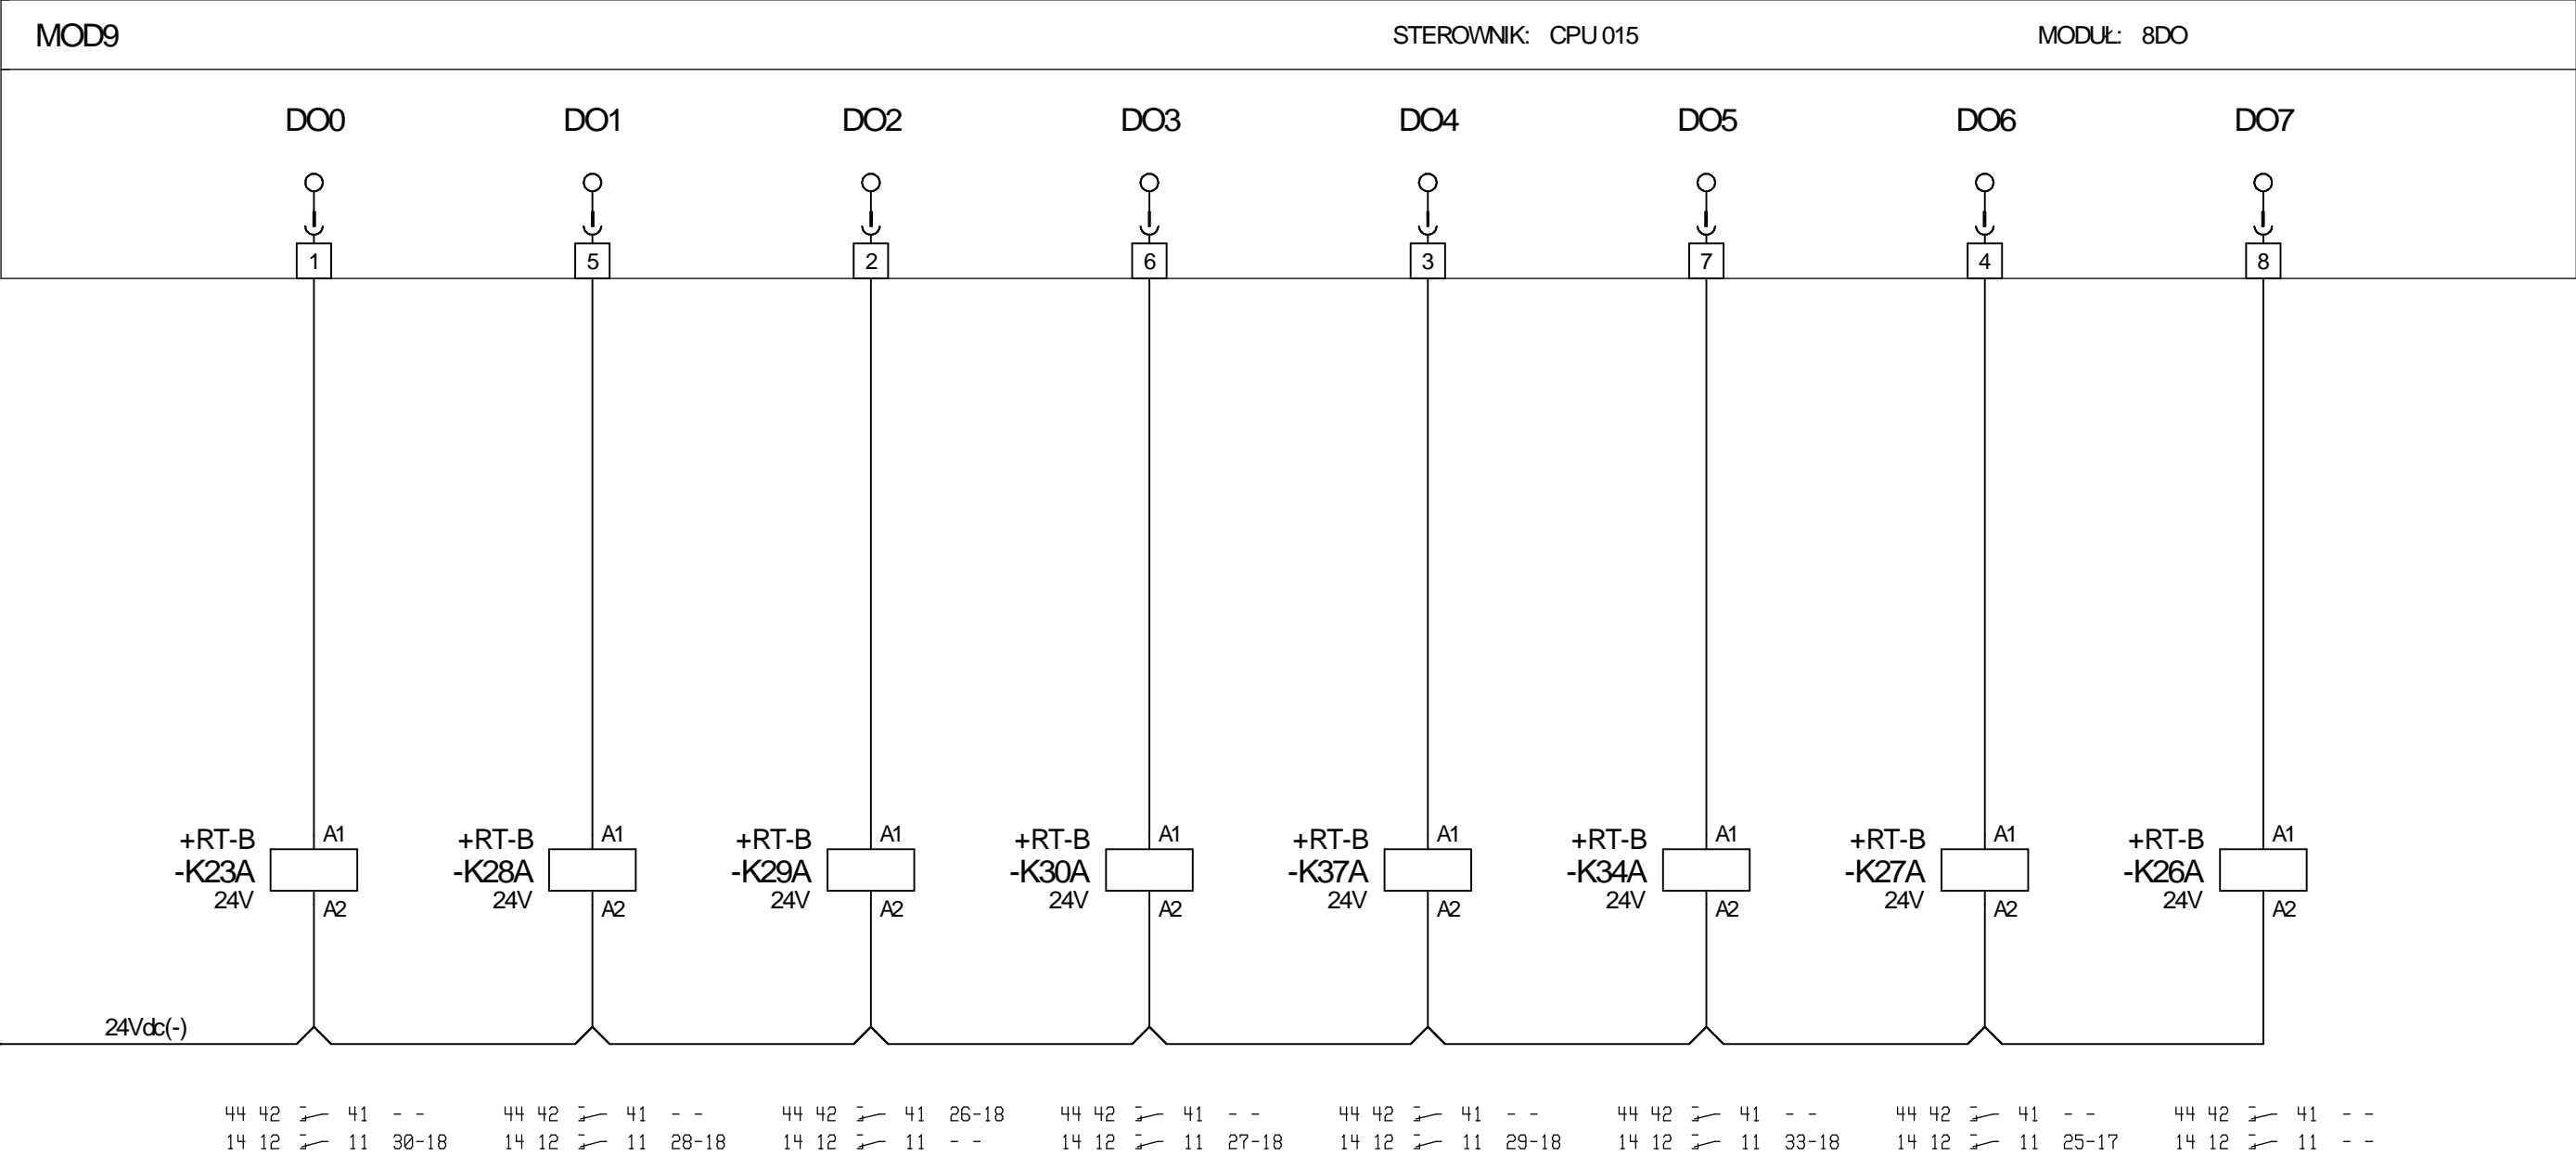 MOD9 STEROWNIK: CPU 015 MODUŁ: 8DO
DO0 DO1 DO2 DO3 DO4 DO5 DO6 DO7
1 5 2 6 3 7 4 8
A1 A1 A1 A1 A1 A1 A1 A1
+RT-B +RT-B +RT-B +RT-B +RT-B +RT-B +RT-B +RT-B
-K23A -K28A -K29A -K30A -K37A -K34A -K27A -K26A
24V 24V 24V 24V 24V 24V 24V 24V
A2 A2 A2 A2 A2 A2 A2 A2
24Vdc(-)
44 42 41 - - 44 42 41 - - 44 42 41 26-18 44 42 41 - - 44 42 41 - - 44 42 41 - - 44 42 41 - - 44 42 41 - -
14 12 11 30-18 14 12 11 28-18 14 12 11 - - 14 12 11 27-18 14 12 11 29-18 14 12 11 33-18 14 12 11 25-17 14 12 11 - -